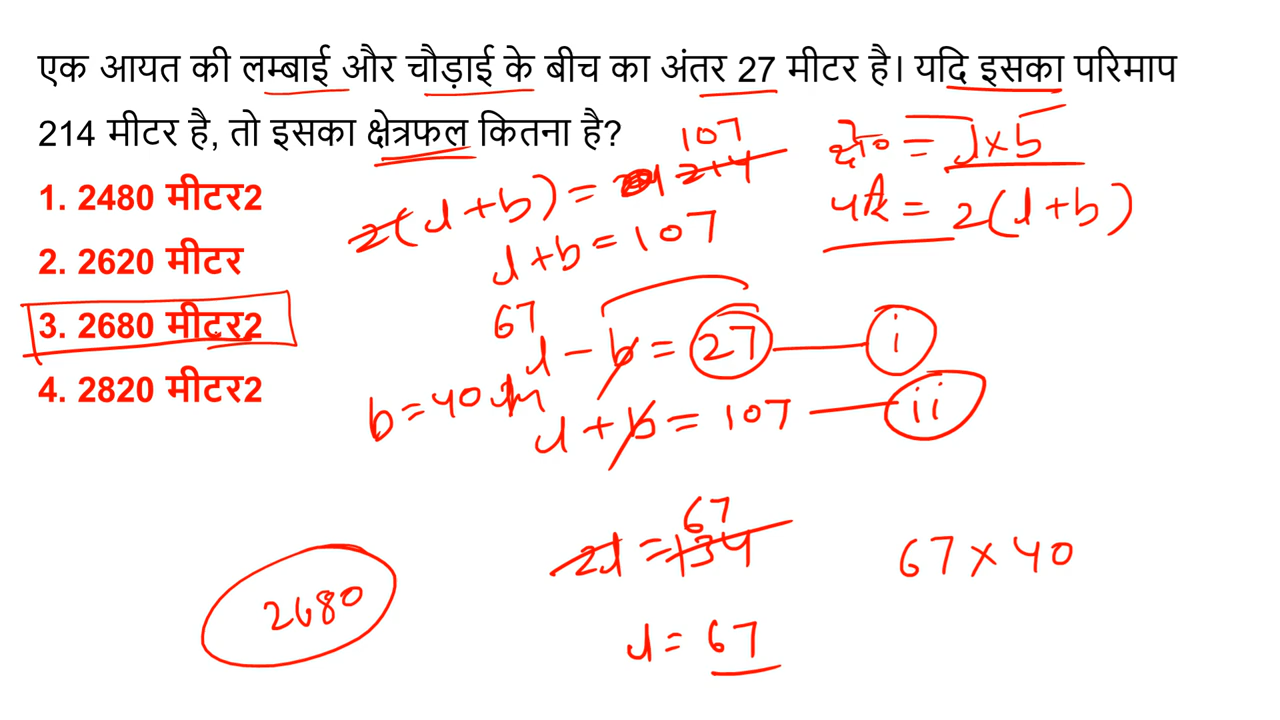 एक आयत की लम्बाई और चौड़ाई के बीच का अंतर 27 मीटर है। यदि इसका परिमाप
214 मीटर है, तो इसका क्षेत्रफल कितना है?
1. 2480 मीटर2
2. 2620 मीटर
3. 2680 मीटर2
4. 2820 मीटर2
107
2(l+b) = 214
l+b = 107
क्षे० = l×b
= 2(l+b)
67
l - b = 27 i
b = 40
l + b = 107 ii
67
2l = 134
l = 67
67 × 40
2680